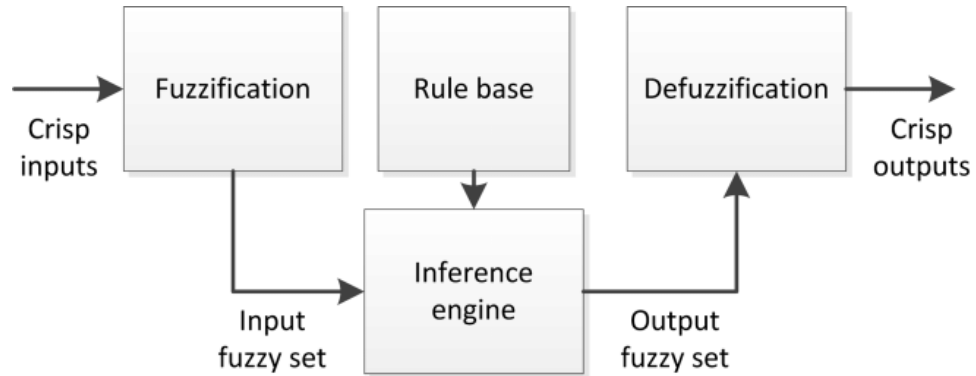 Fuzzification
Rule base
Defuzzification
Crisp
inputs
Crisp
outputs
Inference
engine
Input
fuzzy set
Output
fuzzy set